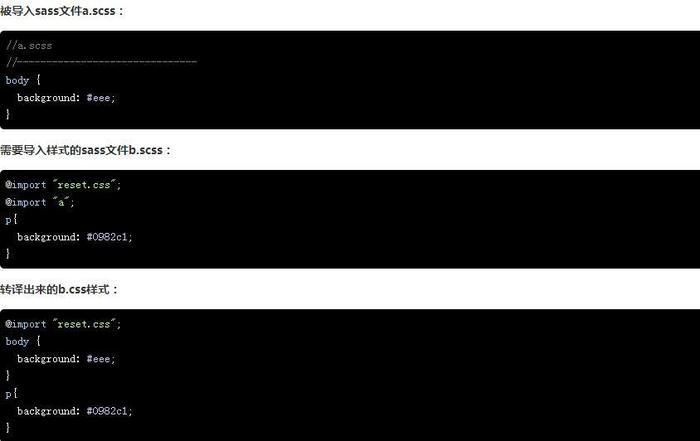 被导入sass文件a.scss：
//a.scss
//-------------------------------
body {
  background: #eee;
}
需要导入样式的sass文件b.scss：
@import "reset.css";
@import "a";
p{
  background: #0982c1;
}
转译出来的b.css样式：
@import "reset.css";
body {
  background: #eee;
}
p{
  background: #0982c1;
}